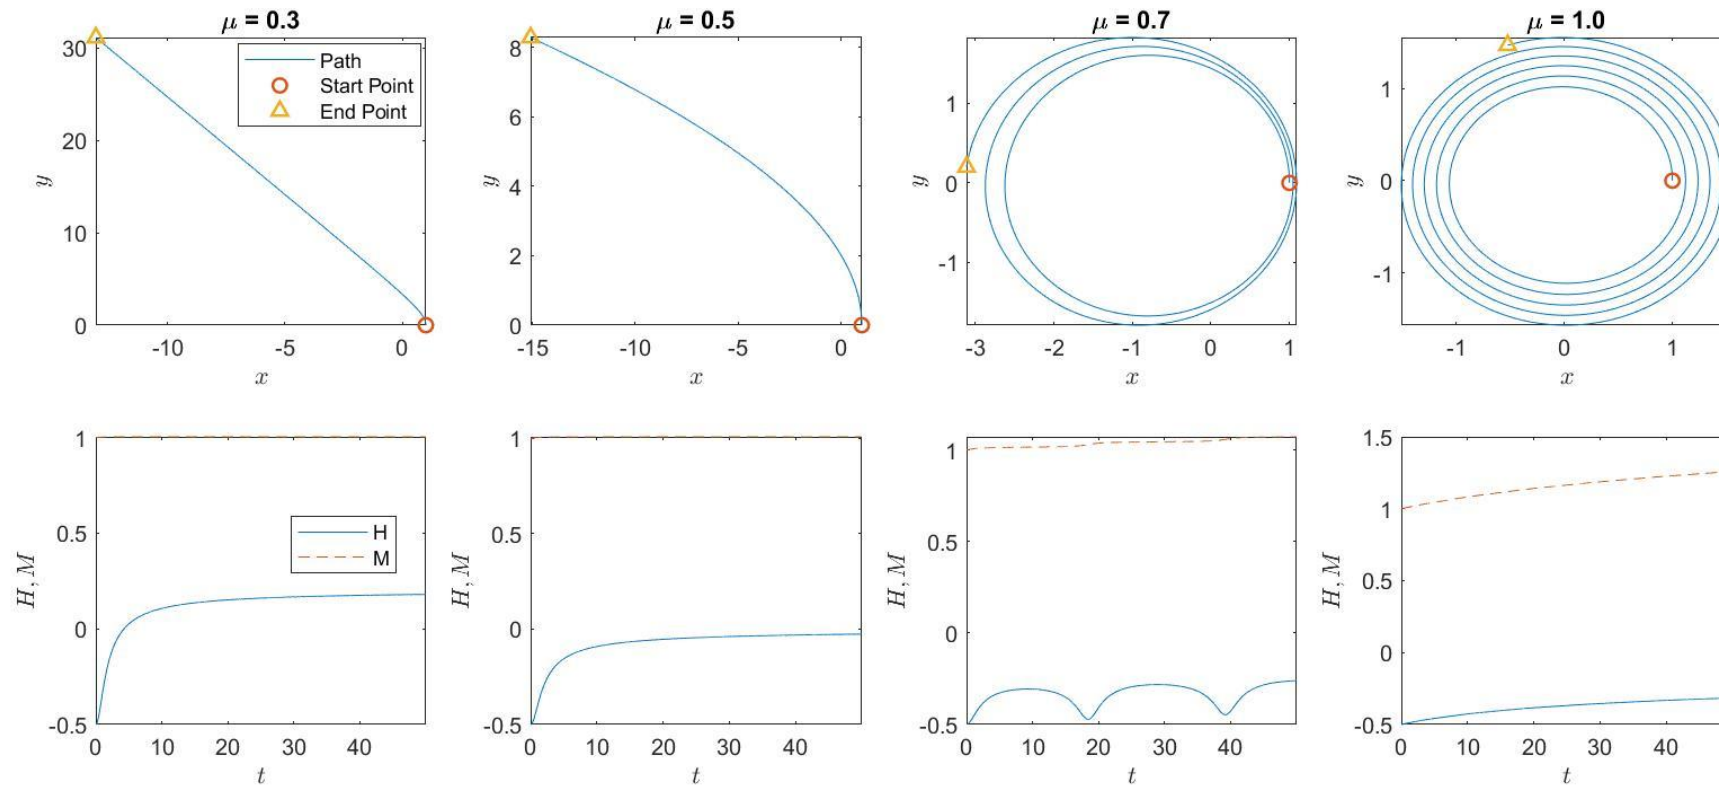 μ = 0.3
30
20
10
0
y
-10
-5
0
x
Path
Start Point
End Point
μ = 0.5
8
6
4
2
0
y
-15
-10
-5
0
x
μ = 0.7
1
0
-1
y
-3
-2
-1
0
1
x
μ = 1.0
1
0
-1
y
-1
0
1
x
1
0.5
0
-0.5
H, M
0
10
20
30
40
t
H
M
1
0.5
0
-0.5
H, M
0
10
20
30
40
t
1
0.5
0
-0.5
H, M
0
10
20
30
40
t
1.5
1
0.5
0
-0.5
H, M
0
10
20
30
40
t